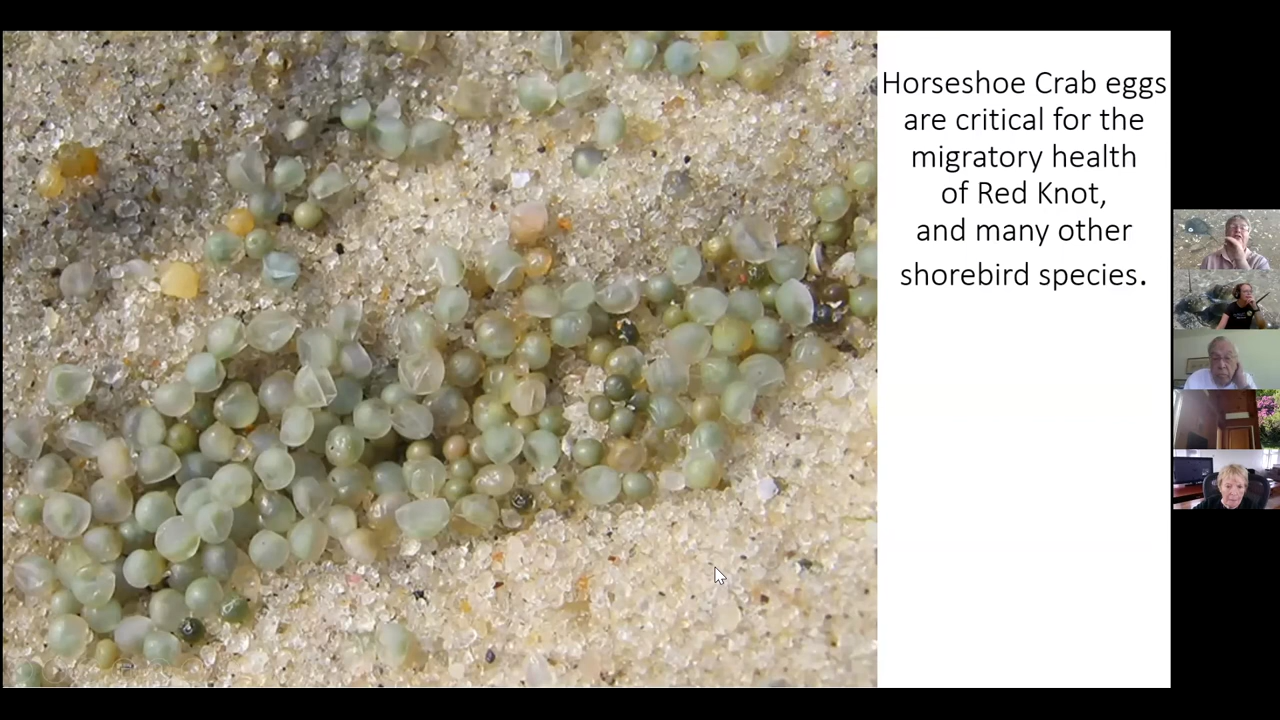 Horseshoe Crab eggs
are critical for the
migratory health
of Red Knot,
and many other
shorebird species.